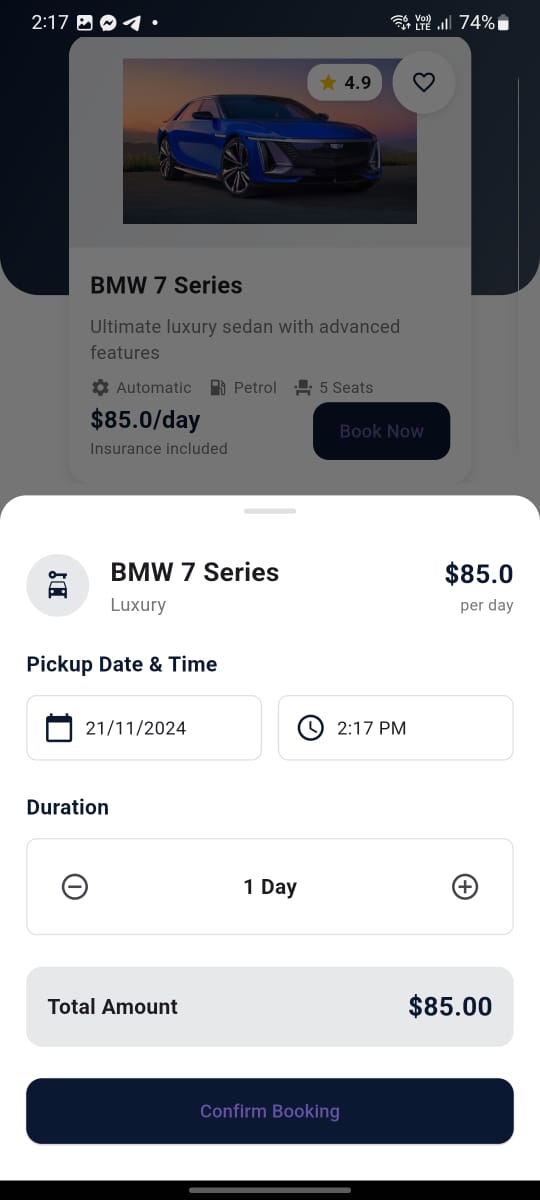 2:17
Vo))
LTE
74%
4.9
BMW 7 Series
Ultimate luxury sedan with advanced
features
Automatic
Petrol
5 Seats
$85.0/day
Insurance included
Book Now
BMW 7 Series
$85.0
Luxury
per day
Pickup Date & Time
21/11/2024
2:17 PM
Duration
1 Day
Total Amount
$85.00
Confirm Booking